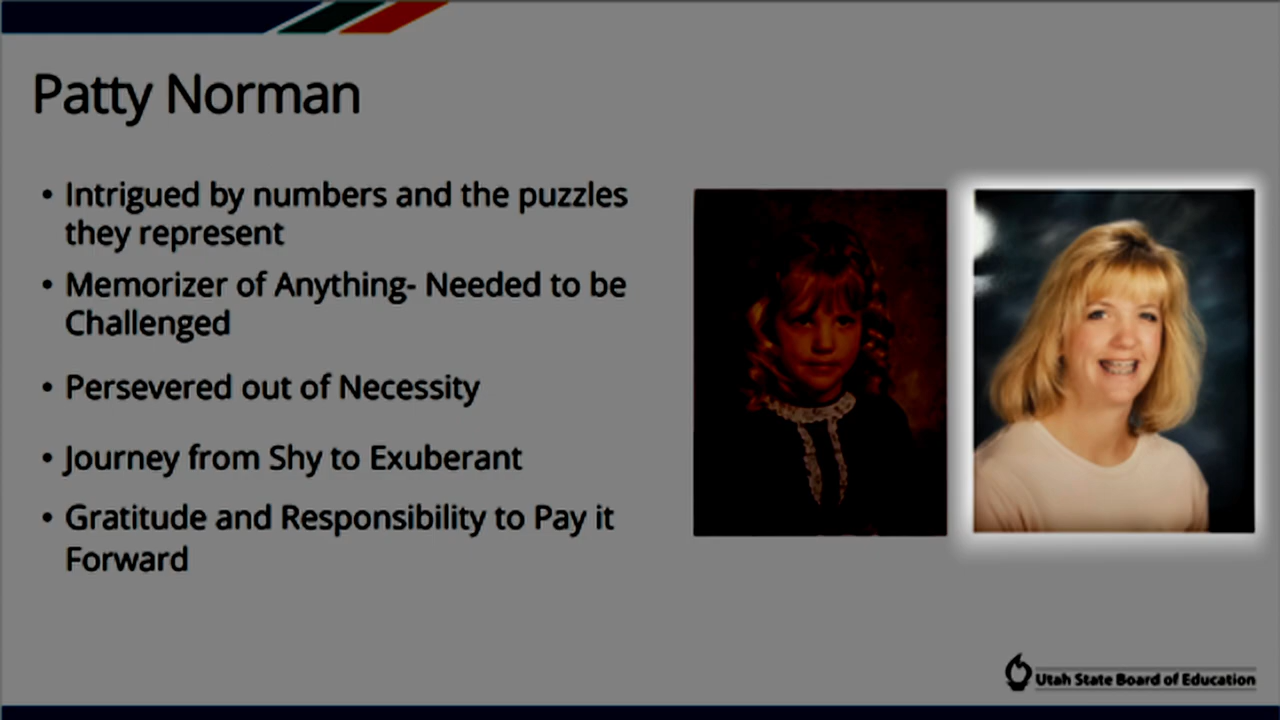 Patty Norman
• Intrigued by numbers and the puzzles
they represent
• Memorizer of Anything- Needed to be
Challenged
• Persevered out of Necessity
• Journey from Shy to Exuberant
• Gratitude and Responsibility to Pay it
Forward
Utah State Board of Education